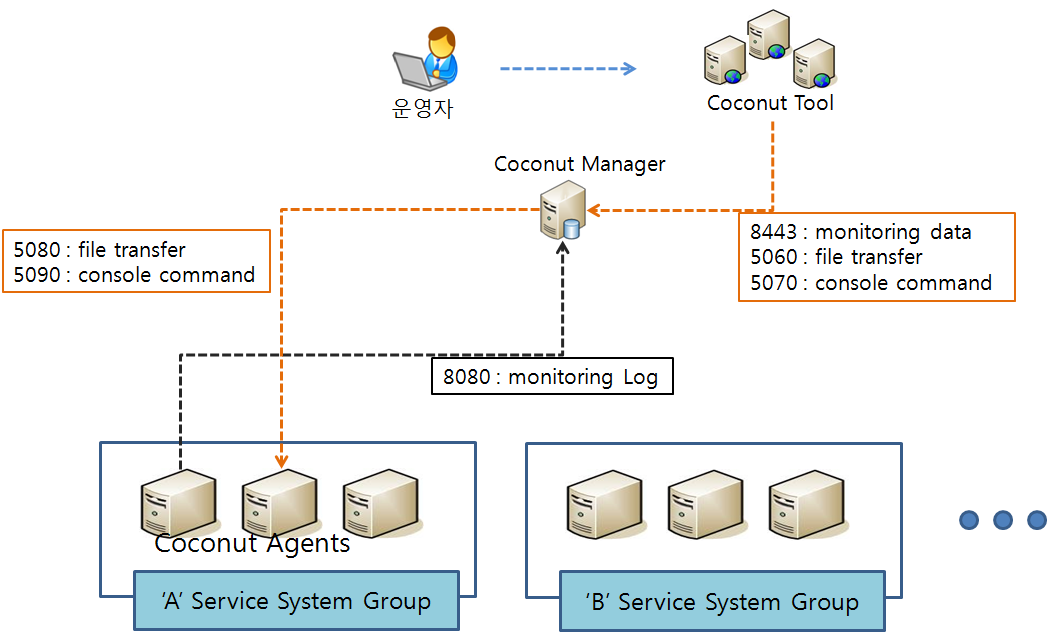 운영자
Coconut Tool
Coconut Manager
5080 : file transfer
5090 : console command
8443 : monitoring data
5060 : file transfer
5070 : console command
8080 : monitoring Log
Coconut Agents
‘A’ Service System Group
‘B’ Service System Group